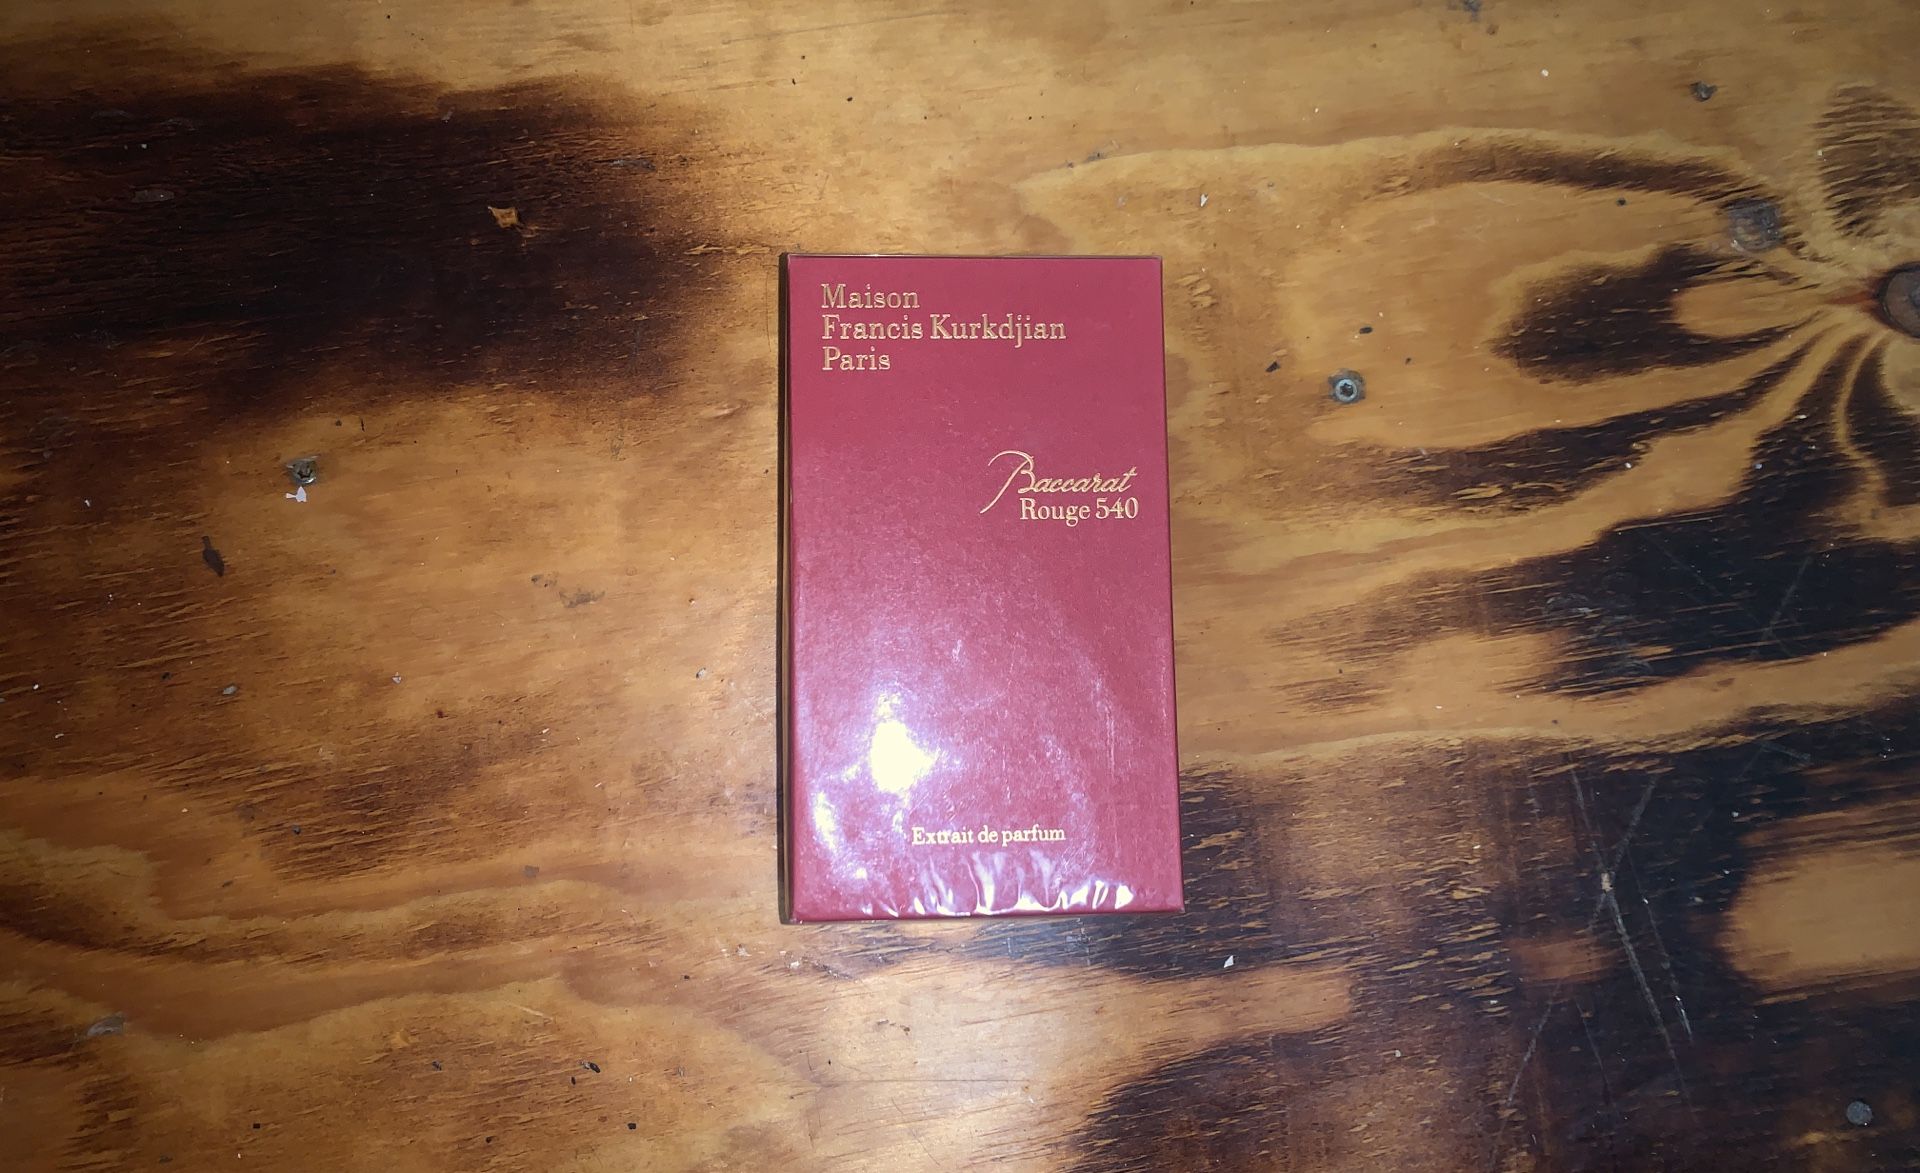 Maison
Francis Kurkdjian
Paris
Baccarat
Rouge 540
Extrait de parfum